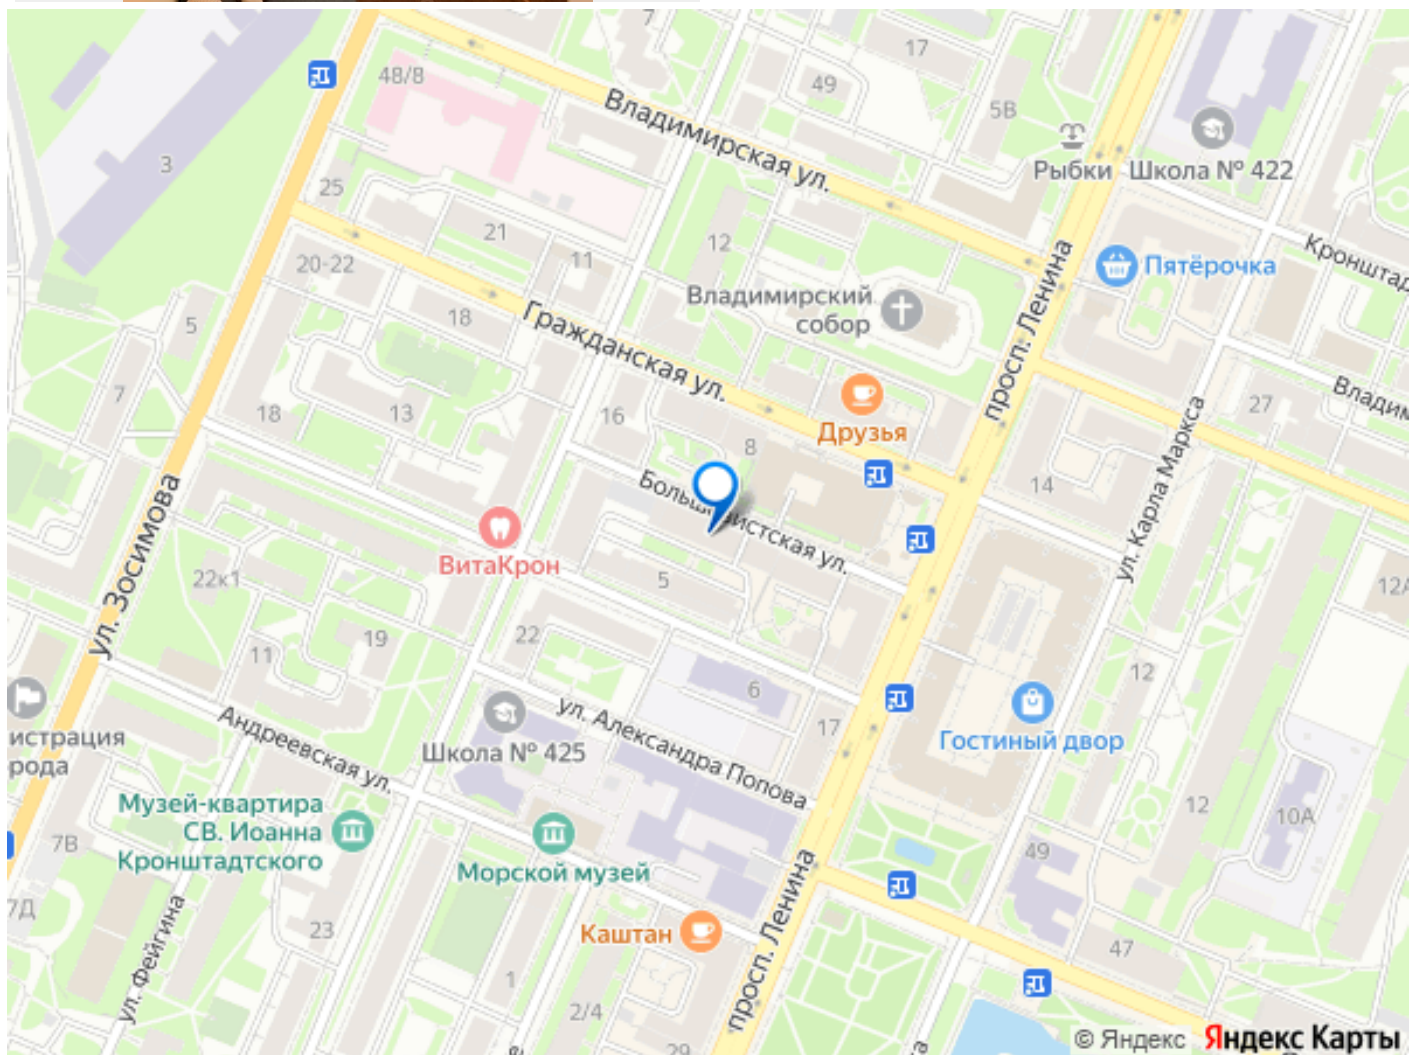 7
17
48/8
49
5В
Владимирская ул.
Рыбки
Школа № 422
3
25
21
12
11
Кронштад
20-22
просп. Ленина
Пятёрочка
Владимирский
собор
5
18
Гражданская ул.
Владим
7
18
13
16
27
Друзья
8
ул. Карла Маркса
14
Большевистская ул.
ул. Зосимова
ВитаКрон
22к1
5
12А
19
22
11
12
6
истрация
рода
Андреевская ул.
Школа № 425
ул. Александра Попова
17
Гостиный двор
Музей-квартира
СВ. Иоанна
Кронштадтского
7В
Морской музей
12
10А
49
просп. Ленина
7Д
23
ул. Фейгина
Каштан
47
1
2/4
29
© Яндекс Яндекс Карты